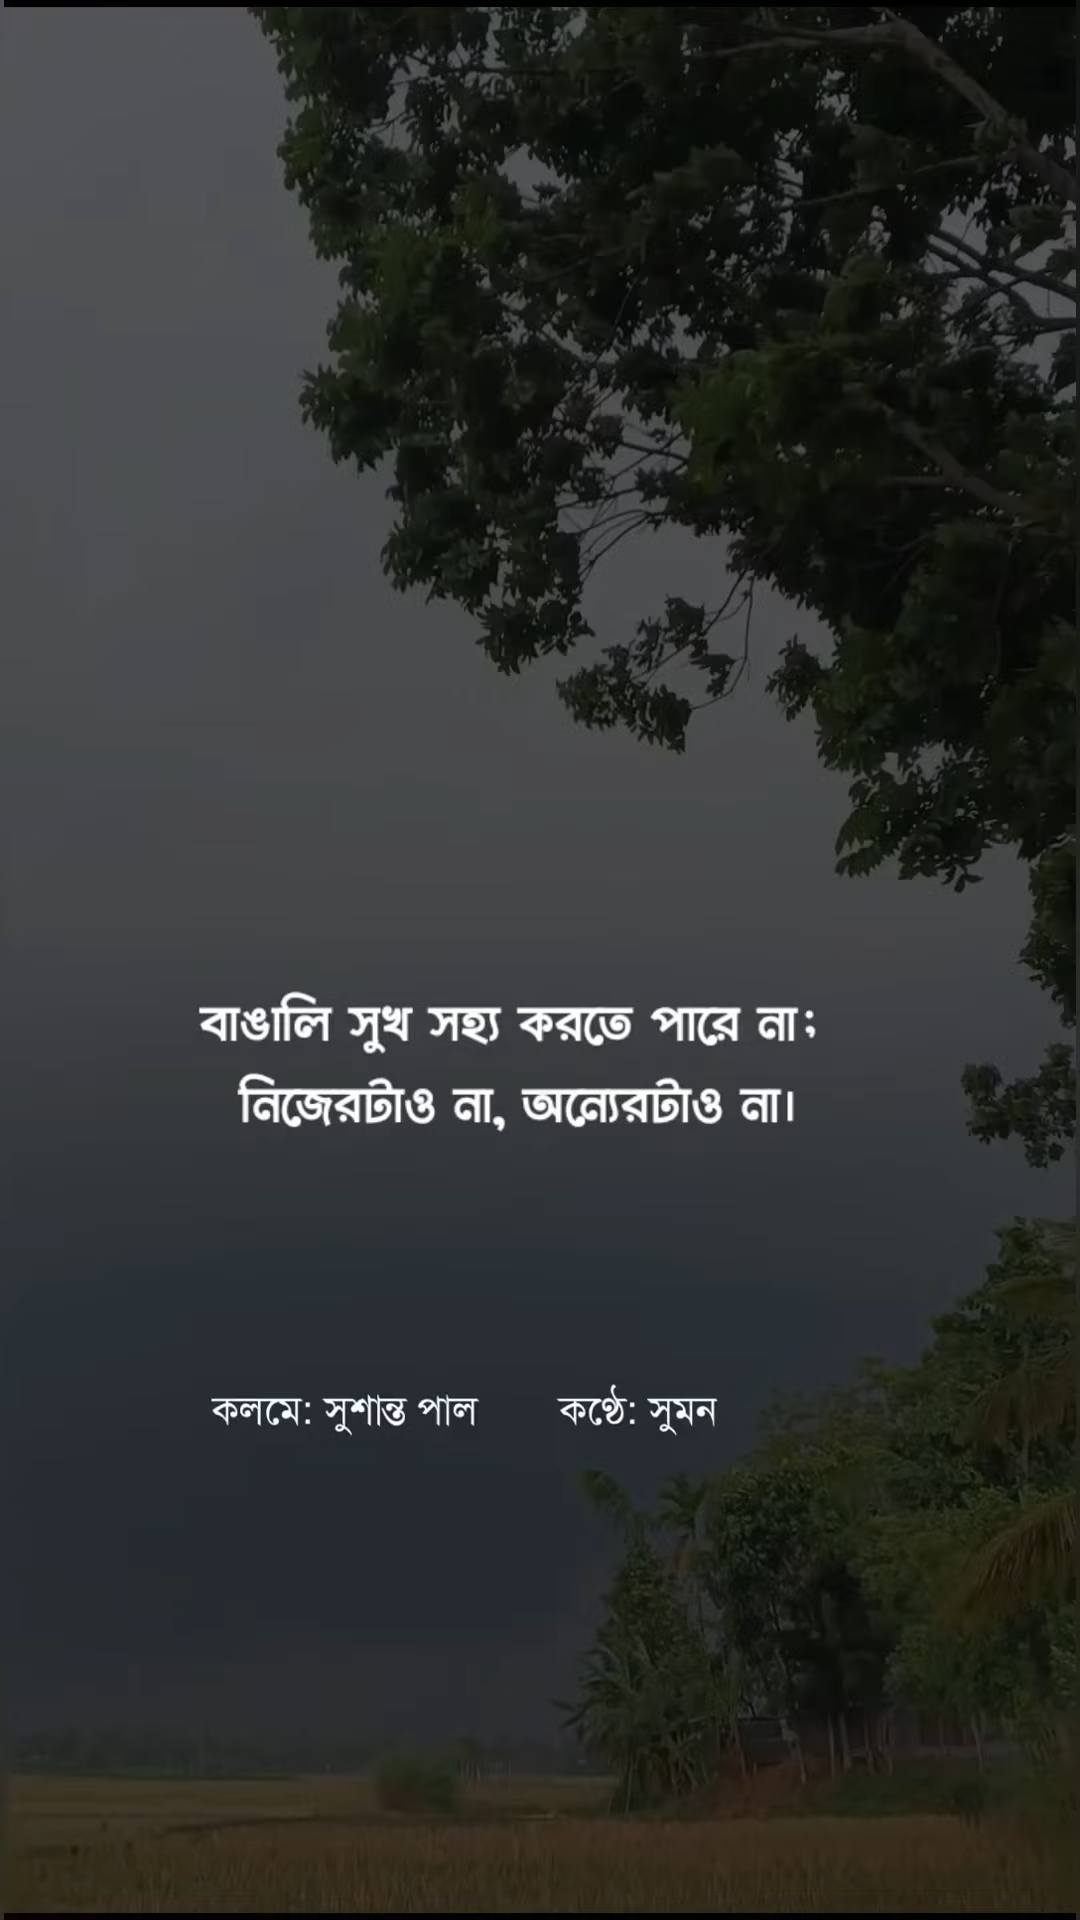 বাঙালি সুখ সহ্য করতে পারে না;
নিজেরটাও না, অন্যেরটাও না।
কলমে: সুশান্ত পাল কণ্ঠে: সুমন